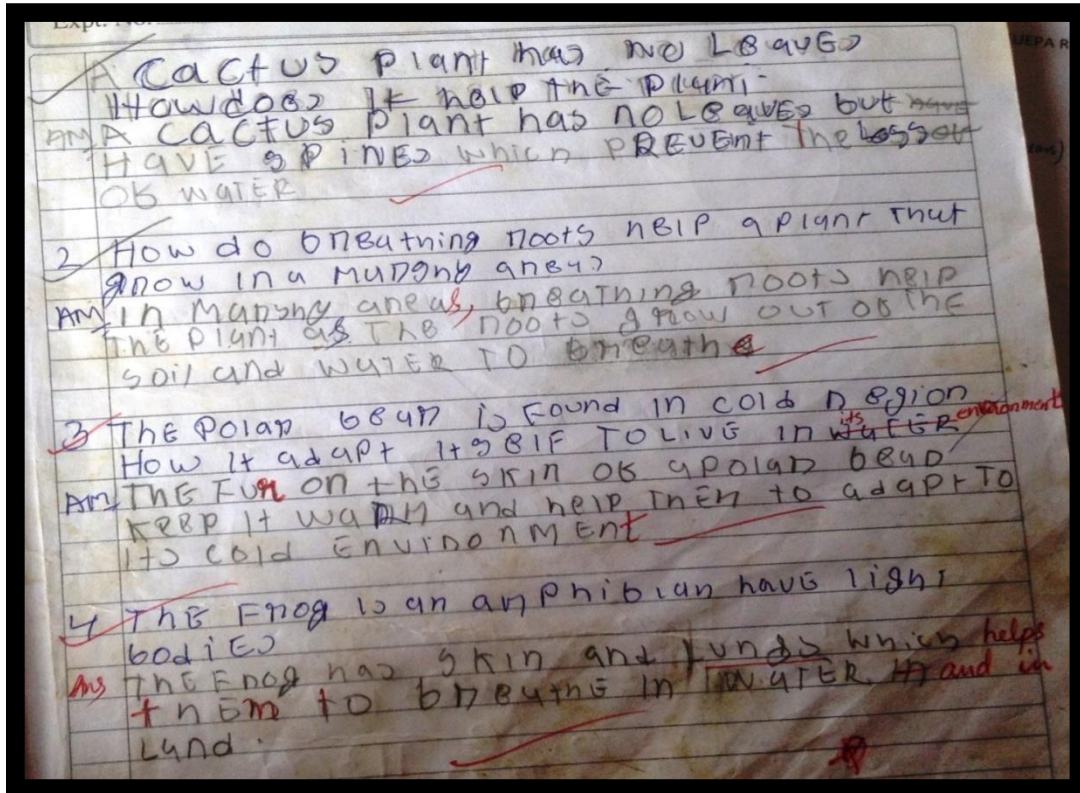 Expt. No.
A Cactus Plant has no Leaves
How does It help the Plant.
Ans A Cactus Plant has no Leaves but have
HAVE SPINES which PREVENT The Loss of
OF WATER
2 How do breathing roots help a plant that
grow in a Mangny areas
Ans In Marshy areas, breathing roots help
The Plant as The roots grow out of The
Soil and WATER TO breathe
3 The Polar bear is found in cold region
How It adapt ItSelf TO LIVE in WATER its environment
Ans The Fur on the SKin of a polar bear
Keep It warm and help Them to adapt TO
Its cold EnvironMent
4 The Frog is an amphibian have light
bodies
Ans The Frog has SKin and Lungs which helps
them to breathe in WATER and in
Land.
UEPA R